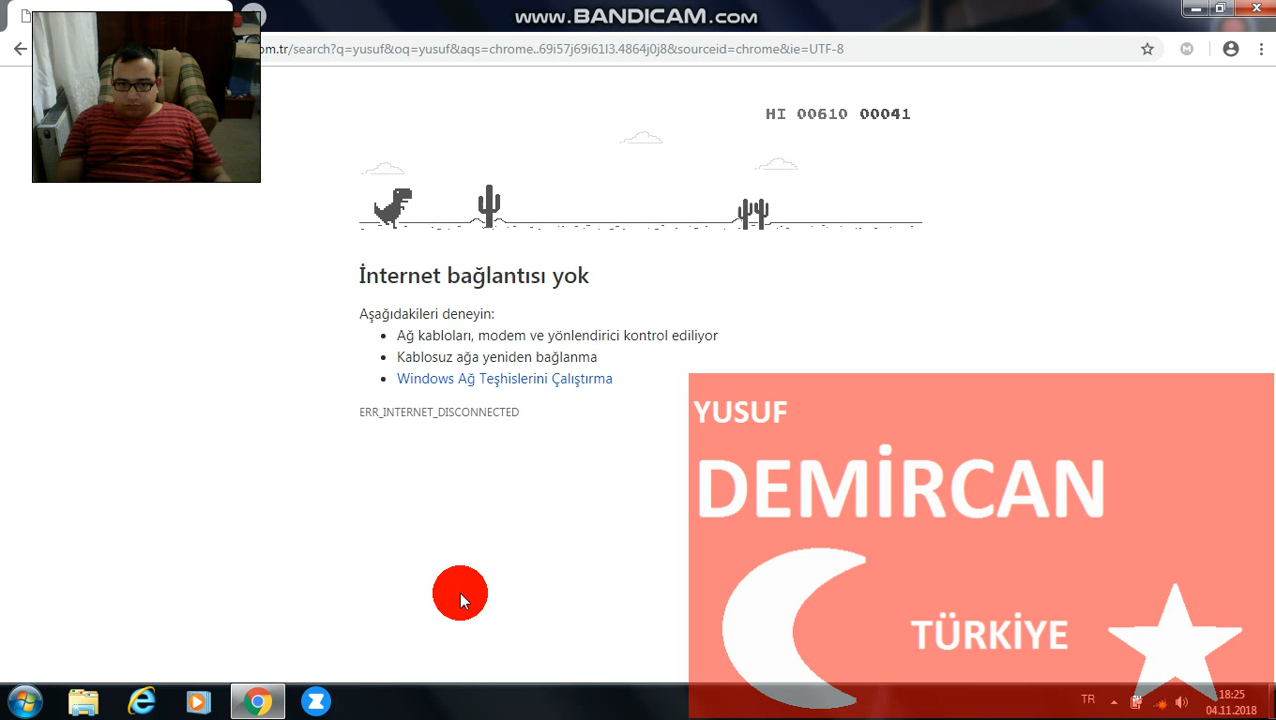 www.BANDICAM.com
om.tr/search?q=yusuf&oq=yusuf&aqs=chrome..69i57j69i61l3.4864j0j8&sourceid=chrome&ie=UTF-8
HI 00610 00041
İnternet bağlantısı yok
Aşağıdakileri deneyin:
Ağ kabloları, modem ve yönlendirici kontrol ediliyor
Kablosuz ağa yeniden bağlanma
Windows Ağ Teşhislerini Çalıştırma
ERR_INTERNET_DISCONNECTED
YUSUF
DEMİRCAN
TÜRKİYE
TR
18:25
04.11.2018